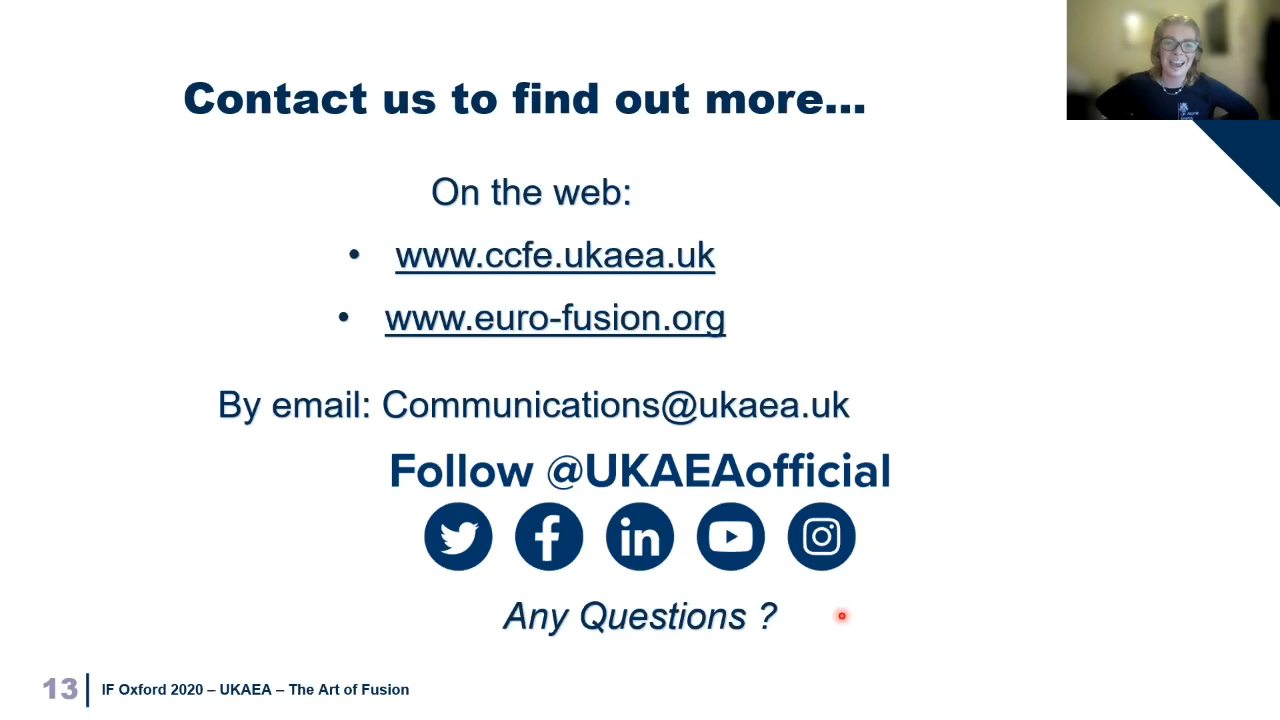 Contact us to find out more...
On the web:
• www.ccfe.ukaea.uk
• www.euro-fusion.org
By email: Communications@ukaea.uk
Follow @UKAEAofficial
Any Questions ?
13 IF Oxford 2020 – UKAEA – The Art of Fusion